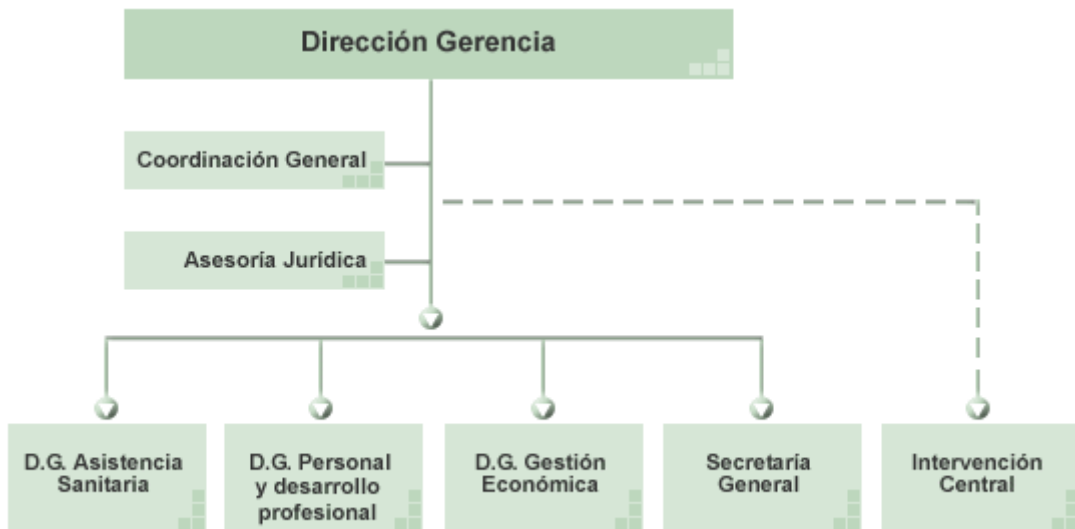 Dirección Gerencia
Coordinación General
Asesoría Jurídica
D.G. Asistencia
Sanitaria
D.G. Personal
y desarrollo
profesional
D.G. Gestión
Económica
Secretaría
General
Intervención
Central